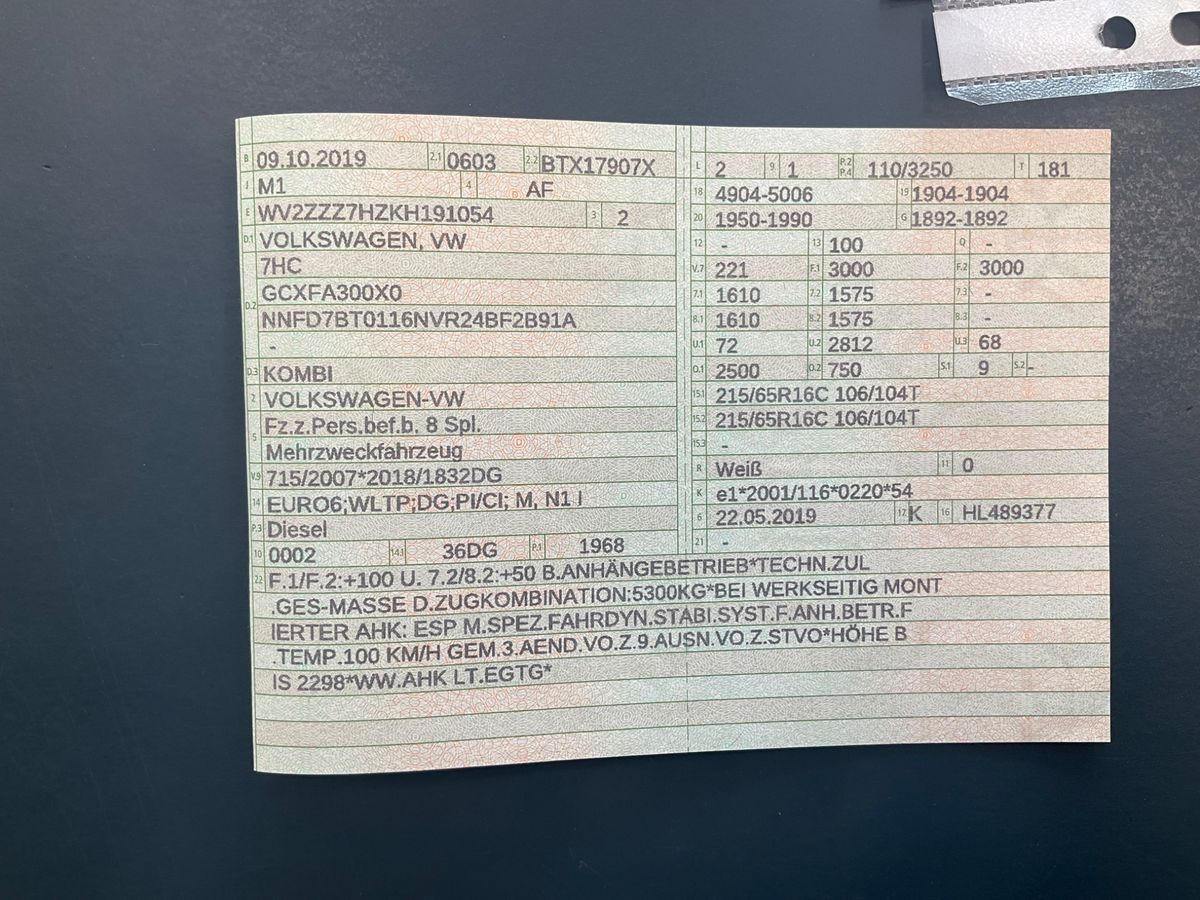 B 09.10.2019 2.1 0603 2.2 BTX17907X
J M1 4 AF
E WV2ZZZ7HZKH191054 3 2
D.1 VOLKSWAGEN, VW
7HC
D.2 GCXFA300X0
NNFD7BT0116NVR24BF2B91A
-
D.3 KOMBI
2 VOLKSWAGEN-VW
5 Fz.z.Pers.bef.b. 8 Spl.
Mehrzweckfahrzeug
V.9 715/2007*2018/1832DG
14 EURO6;WLTP;DG;PI/CI; M, N1 I
P.3 Diesel
10 0002 14.1 36DG P.1 1968
L 2 9 1 P.2 P.4 110/3250 T 181
18 4904-5006 19 1904-1904
20 1950-1990 G 1892-1892
12 - 13 100 Q -
V.7 221 F.1 3000 F.2 3000
7.1 1610 7.2 1575 7.3 -
8.1 1610 8.2 1575 8.3 -
U.1 72 U.2 2812 U.3 68
O.1 2500 O.2 750 S.1 9 S.2 -
15.1 215/65R16C 106/104T
15.2 215/65R16C 106/104T
15.3 -
R Weiß 11 0
K e1*2001/116*0220*54
6 22.05.2019 17 K 16 HL489377
21 -
22 F.1/F.2:+100 U. 7.2/8.2:+50 B.ANHÄNGEBETRIEB*TECHN.ZUL
.GES-MASSE D.ZUGKOMBINATION:5300KG*BEI WERKSEITIG MONT
IERTER AHK: ESP M.SPEZ.FAHRDYN.STABI.SYST.F.ANH.BETR.F
.TEMP.100 KM/H GEM.3.AEND.VO.Z.9.AUSN.VO.Z.STVO*HÖHE B
IS 2298*WW.AHK LT.EGTG*